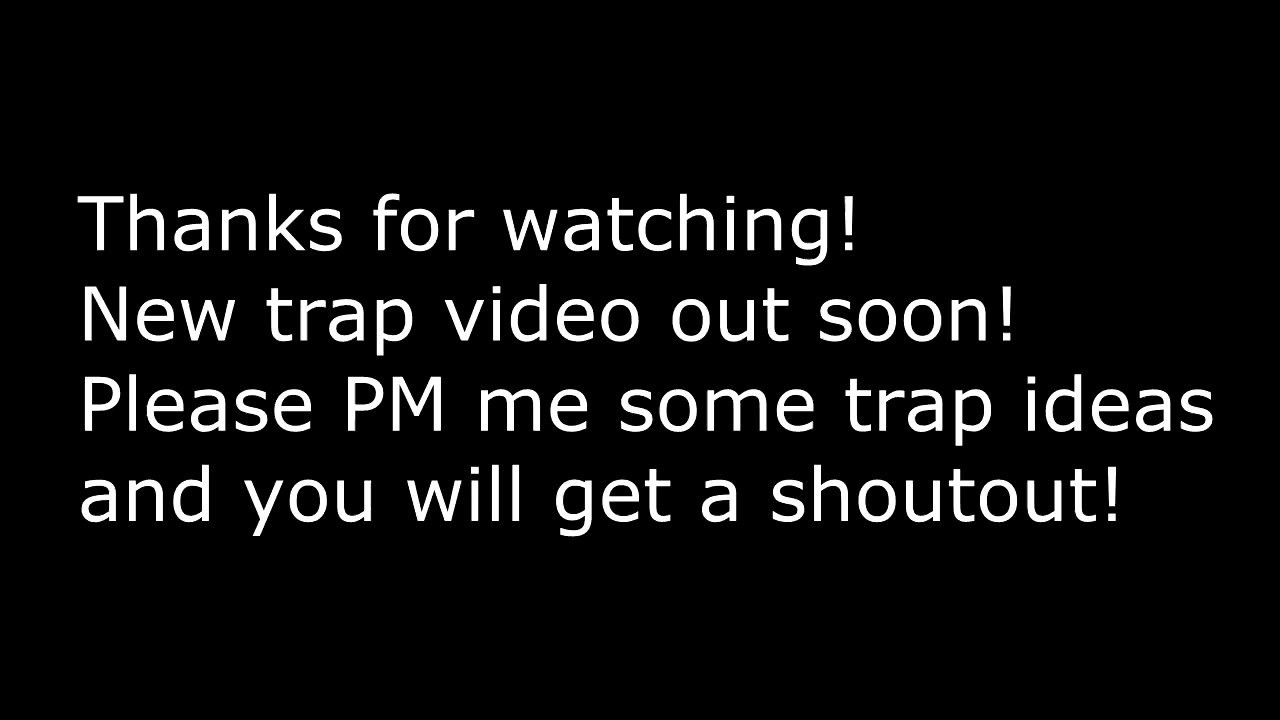 Thanks for watching!
New trap video out soon!
Please PM me some trap ideas
and you will get a shoutout!